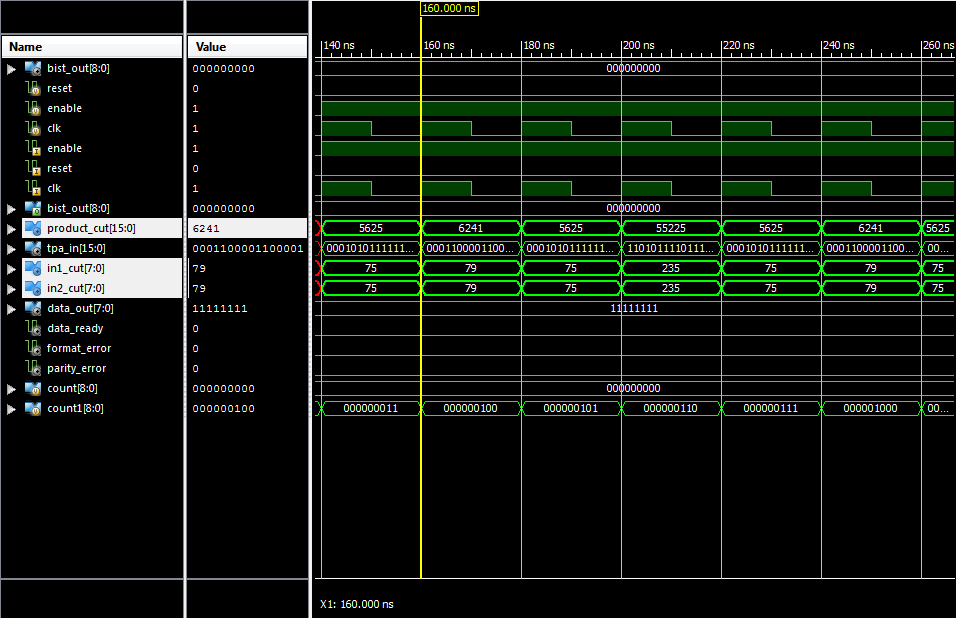 160.000 ns
Name Value 140 ns 160 ns 180 ns 200 ns 220 ns 240 ns 260 ns
bist_out[8:0] 000000000 000000000
reset 0
enable 1
clk 1
enable 1
reset 0
clk 1
bist_out[8:0] 000000000 000000000
product_cut[15:0] 6241 5625 6241 5625 55225 5625 6241 5625
tpa_in[15:0] 0001100001100001 0001010111111... 0001100001100... 0001010111111... 1101011110111... 0001010111111... 0001100001100... 00...
in1_cut[7:0] 79 75 79 75 235 75 79 75
in2_cut[7:0] 79 75 79 75 235 75 79 75
data_out[7:0] 11111111 11111111
data_ready 0
format_error 0
parity_error 0
count[8:0] 000000000 000000000
count1[8:0] 000000100 000000011 000000100 000000101 000000110 000000111 000001000 00...
X1: 160.000 ns